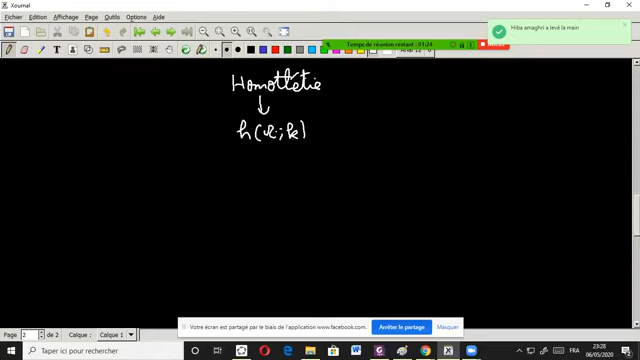 Xournal
Hiba amaghri a levé la main
Fichier Edition Affichage Page Outils Options Aide
Temps de réunion restant : 01:24
Homottétie
↓
h(Ω;k)
Votre écran est partagé par le biais de l'application www.facebook.com.
Arrêter le partage
Masquer
Page 2 de 2 Calque : Calque 1
Taper ici pour rechercher
FRA
23:28
06/05/2020